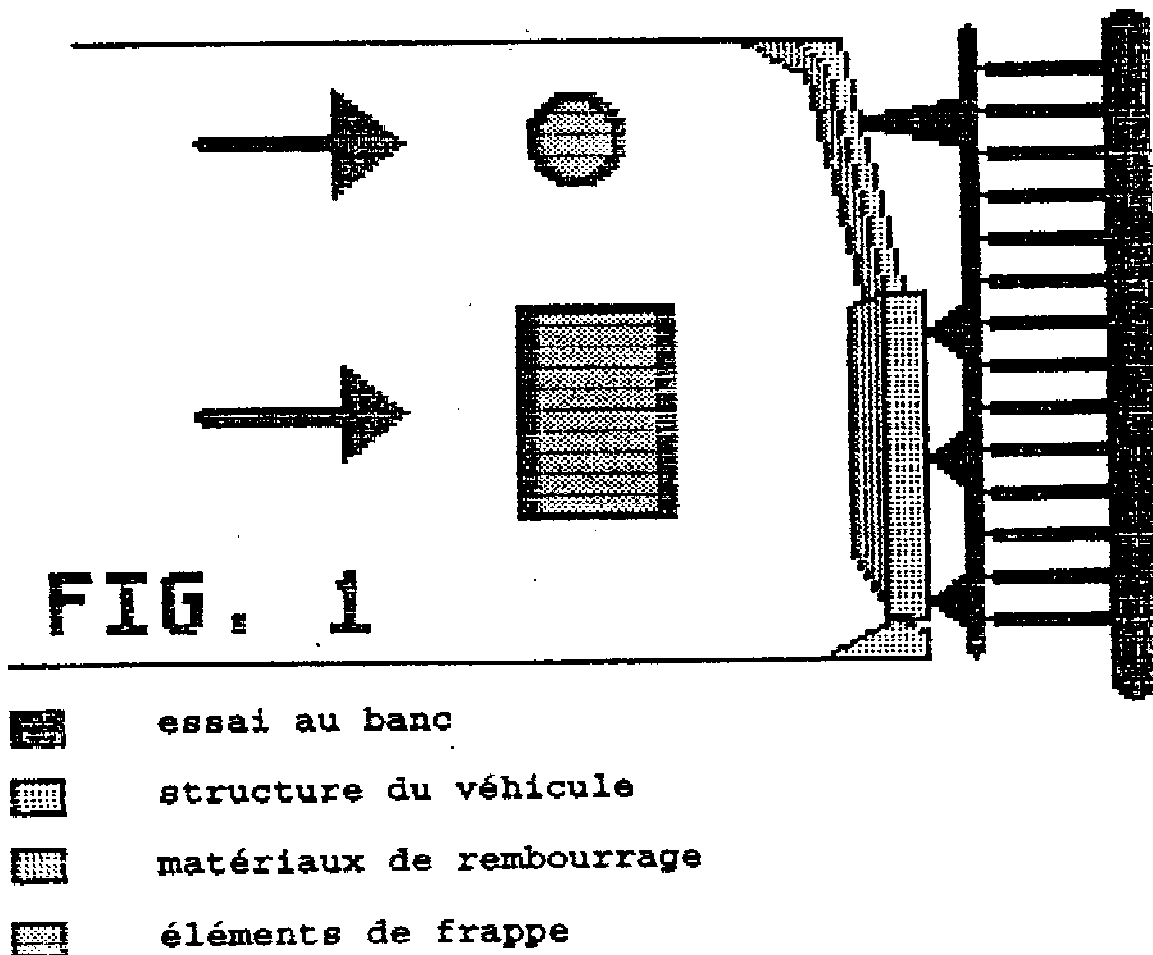 FIG. 1
essai au banc
structure du véhicule
matériaux de rembourrage
éléments de frappe